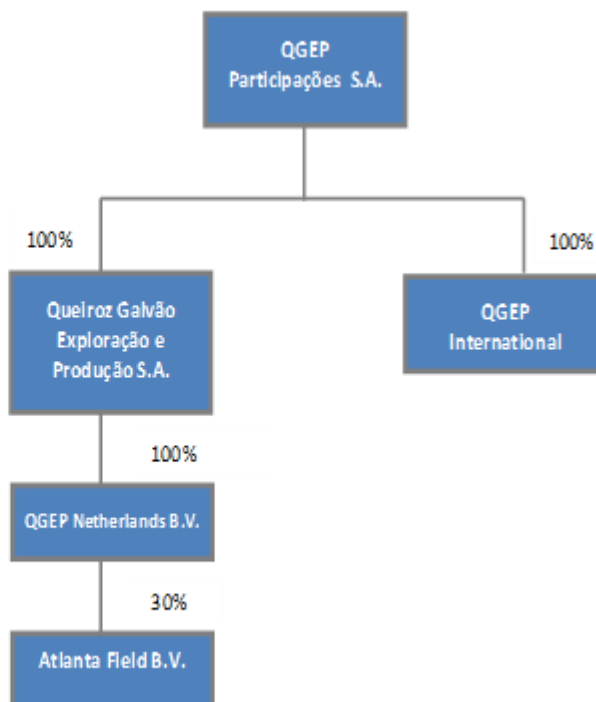 QGEP
Participações S.A.
100%
100%
Queiroz Galvão
Exploração e
Produção S.A.
QGEP
International
100%
QGEP Netherlands B.V.
30%
Atlanta Field B.V.